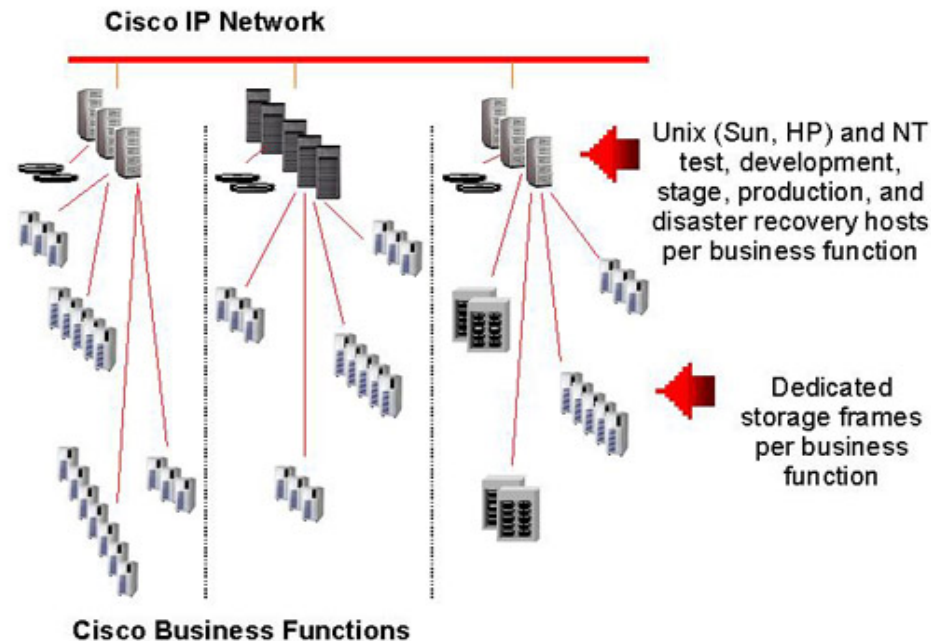 Cisco IP Network
Unix (Sun, HP) and NT
test, development,
stage, production, and
disaster recovery hosts
per business function
Dedicated
storage frames
per business
function
Cisco Business Functions